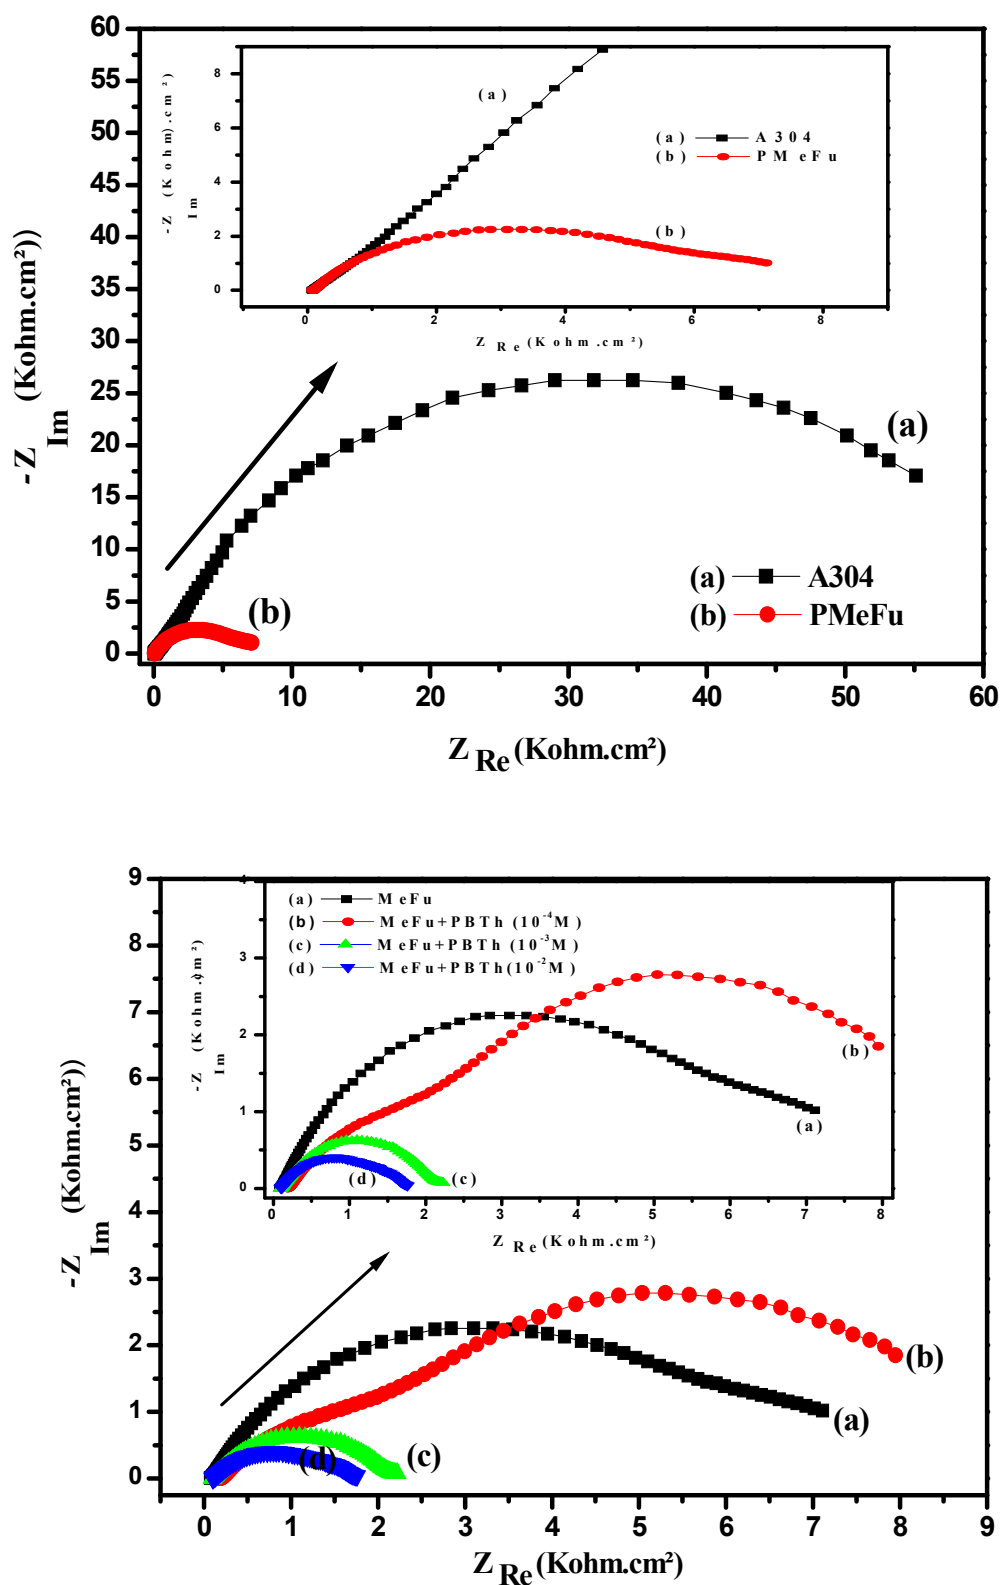 60
55
50
45
40
35
30
25
20
15
10
5
0
-Z Im (Kohm.cm²))
0 10 20 30 40 50 60
Z Re (Kohm.cm²)
(a)
(b)
(a) A304
(b) PMeFu
8
6
4
2
0
-Z Im (Kohm).cm²)
0 2 4 6 8
Z Re (Kohm.cm²)
(a)
(b)
(a) A304
(b) PMeFu
9
8
7
6
5
4
3
2
1
0
-Z Im (Kohm.cm²))
0 1 2 3 4 5 6 7 8 9
Z Re (Kohm.cm²)
(a)
(b)
(c)
(d)
4
3
2
1
0
-Z Im (Kohm.cm²)
0 1 2 3 4 5 6 7 8
Z Re (Kohm.cm²)
(a) MeFu
(b) MeFu+PBTh (10⁻⁴M)
(c) MeFu+PBTh (10⁻³M)
(d) MeFu+PBTh (10⁻²M)
(b)
(a)
(d)
(c)